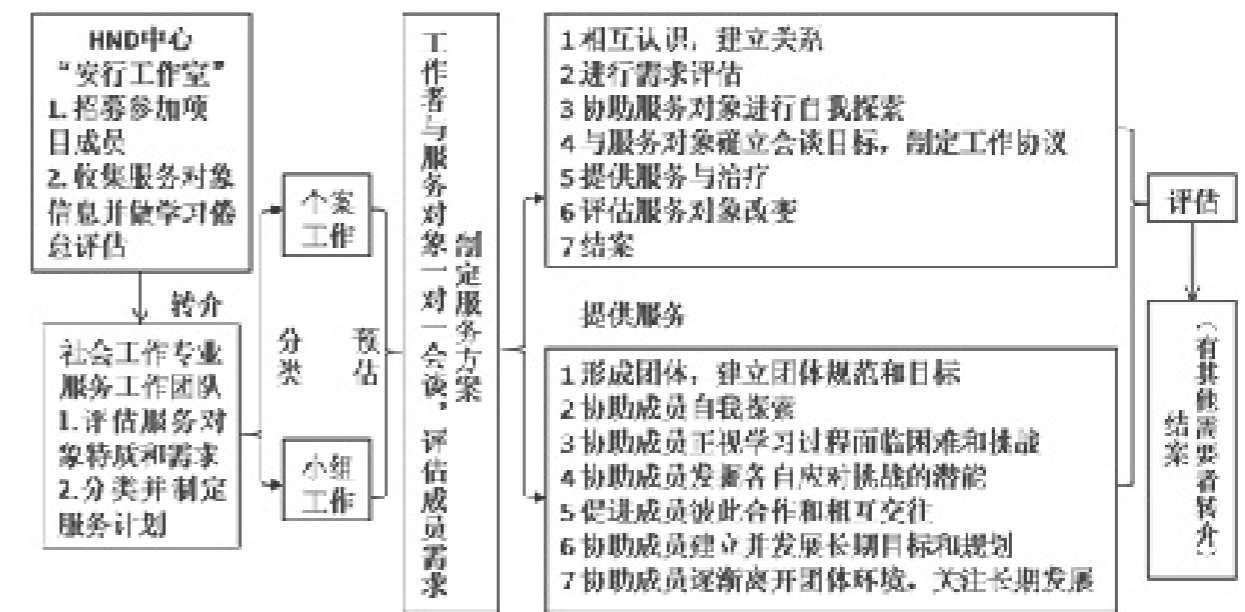 HND中心
“安行工作室”
1.招募参加项
目成员
2.收集服务对象
信息并做学习倦
怠评估
转介
社会工作专业
服务工作团队
1.评估服务对
象特质和需求
2.分类并制定
服务计划
分类
个案
工作
小组
工作
预估
工作者与服务对象一对一会谈，评估成员需求
制定服务方案
1相互认识，建立关系
2进行需求评估
3协助服务对象进行自我探索
4与服务对象确立会谈目标，制定工作协议
5提供服务与治疗
6评估服务对象改变
7结案
提供服务
1形成团体，建立团体规范和目标
2协助成员自我探索
3协助成员正视学习过程面临困难和挑战
4协助成员发掘各自应对挑战的潜能
5促进成员彼此合作和相互交往
6协助成员建立并发展长期目标和规划
7协助成员逐渐离开团体环境，关注长期发展
评估
结案
（有其他需要者转介）